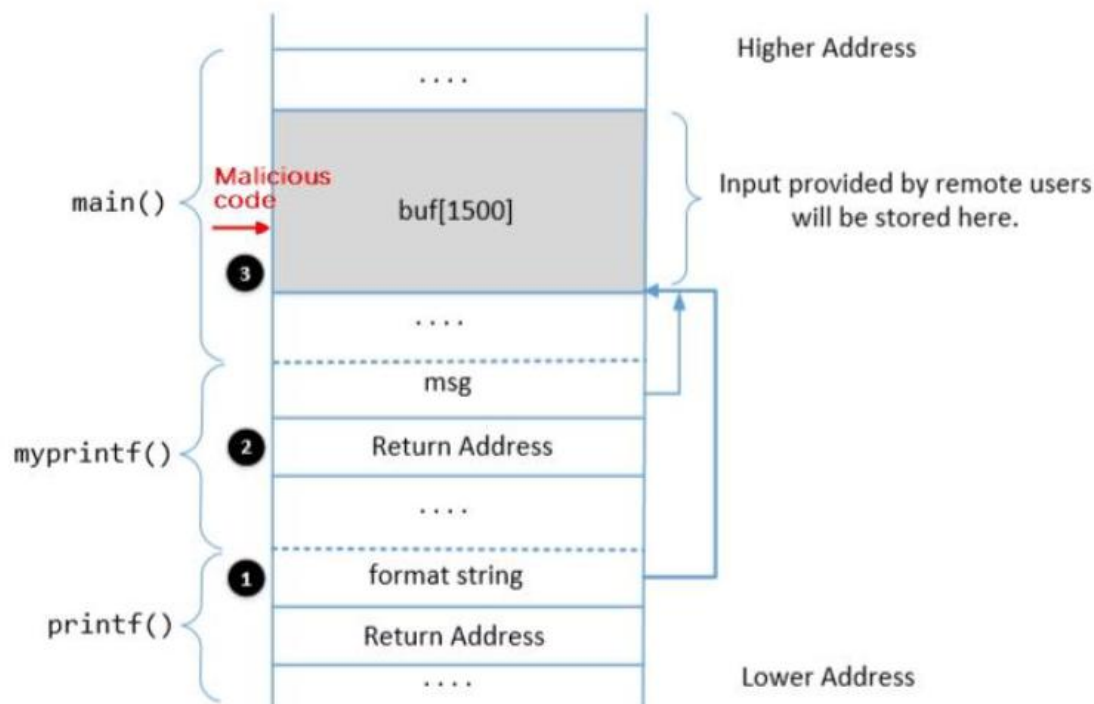 Higher Address
....
main()
Malicious
code
buf[1500]
Input provided by remote users
will be stored here.
3
....
msg
myprintf()
2
Return Address
....
1
format string
printf()
Return Address
....
Lower Address